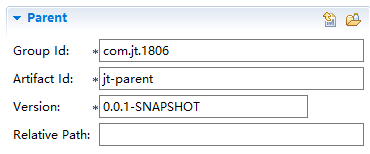 Parent
Group Id: * com.jt.1806
Artifact Id: * jt-parent
Version: * 0.0.1-SNAPSHOT
Relative Path: